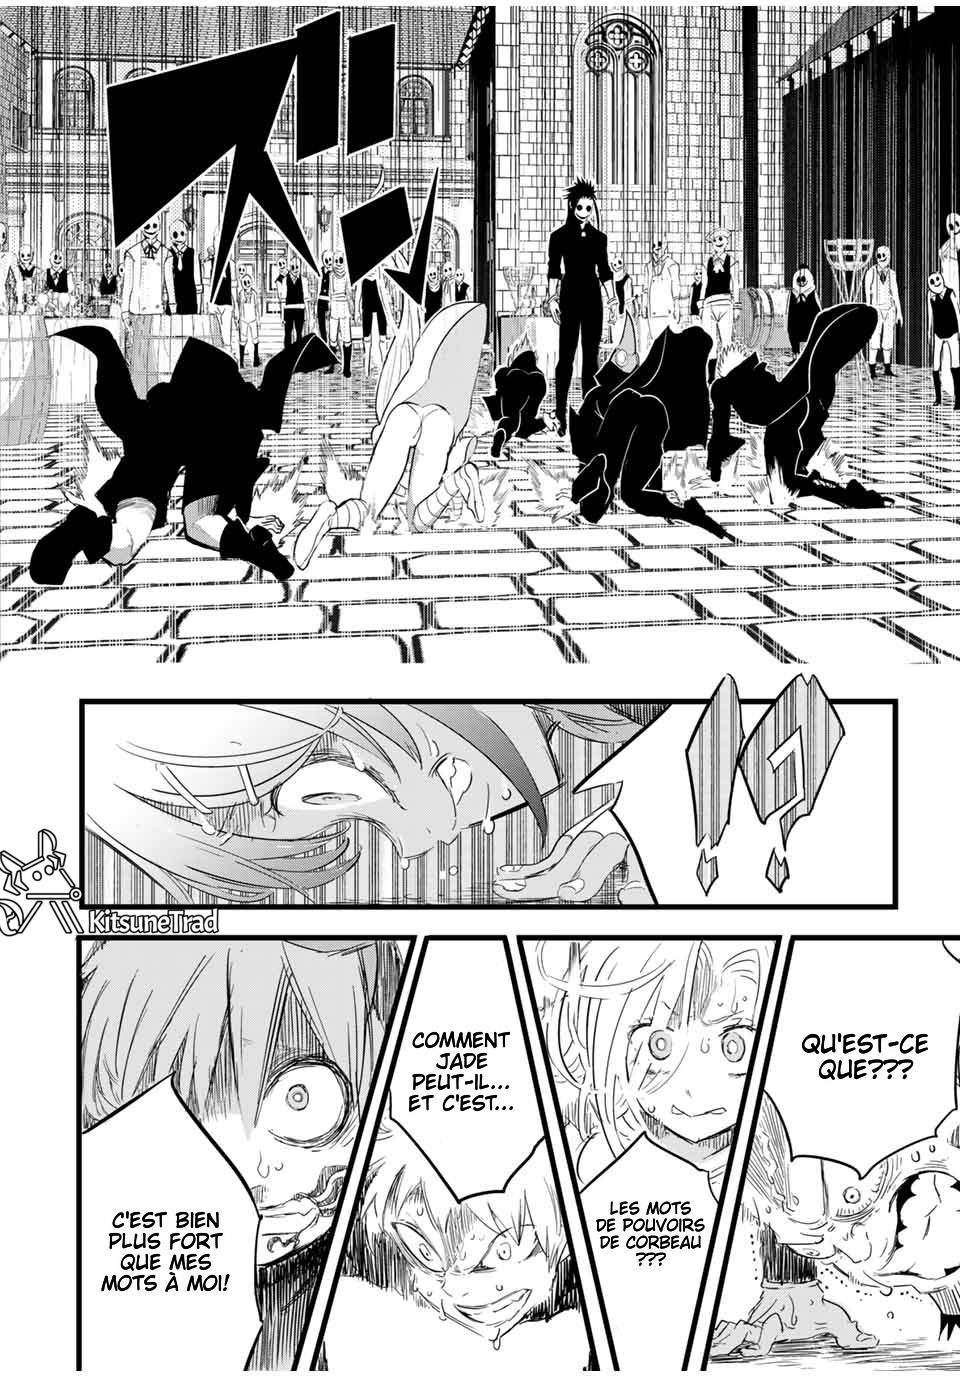 ズン
!?
QU'EST-CE
QUE???
LES MOTS
DE POUVOIRS
DE CORBEAU
???
COMMENT
JADE
PEUT-IL...
ET C'EST...
C'EST BIEN
PLUS FORT
QUE MES
MOTS À MOI!
KitsuneTrad